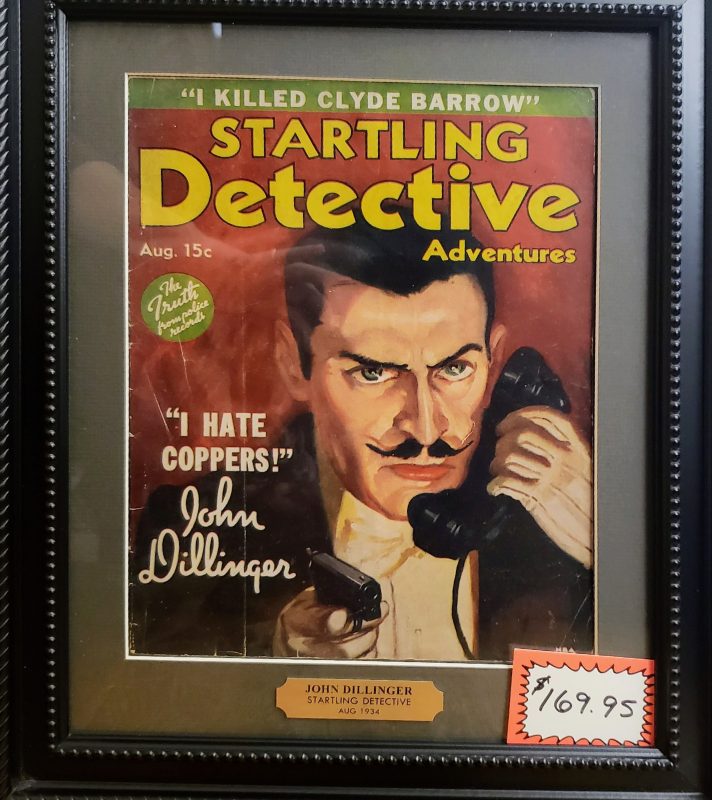 "I KILLED CLYDE BARROW"
STARTLING
Detective
Aug. 15c
Adventures
The
Truth
from police
records
"I HATE
COPPERS!"
John
Dillinger
NRA
JOHN DILLINGER
STARTLING DETECTIVE
AUG 1934
$169.95